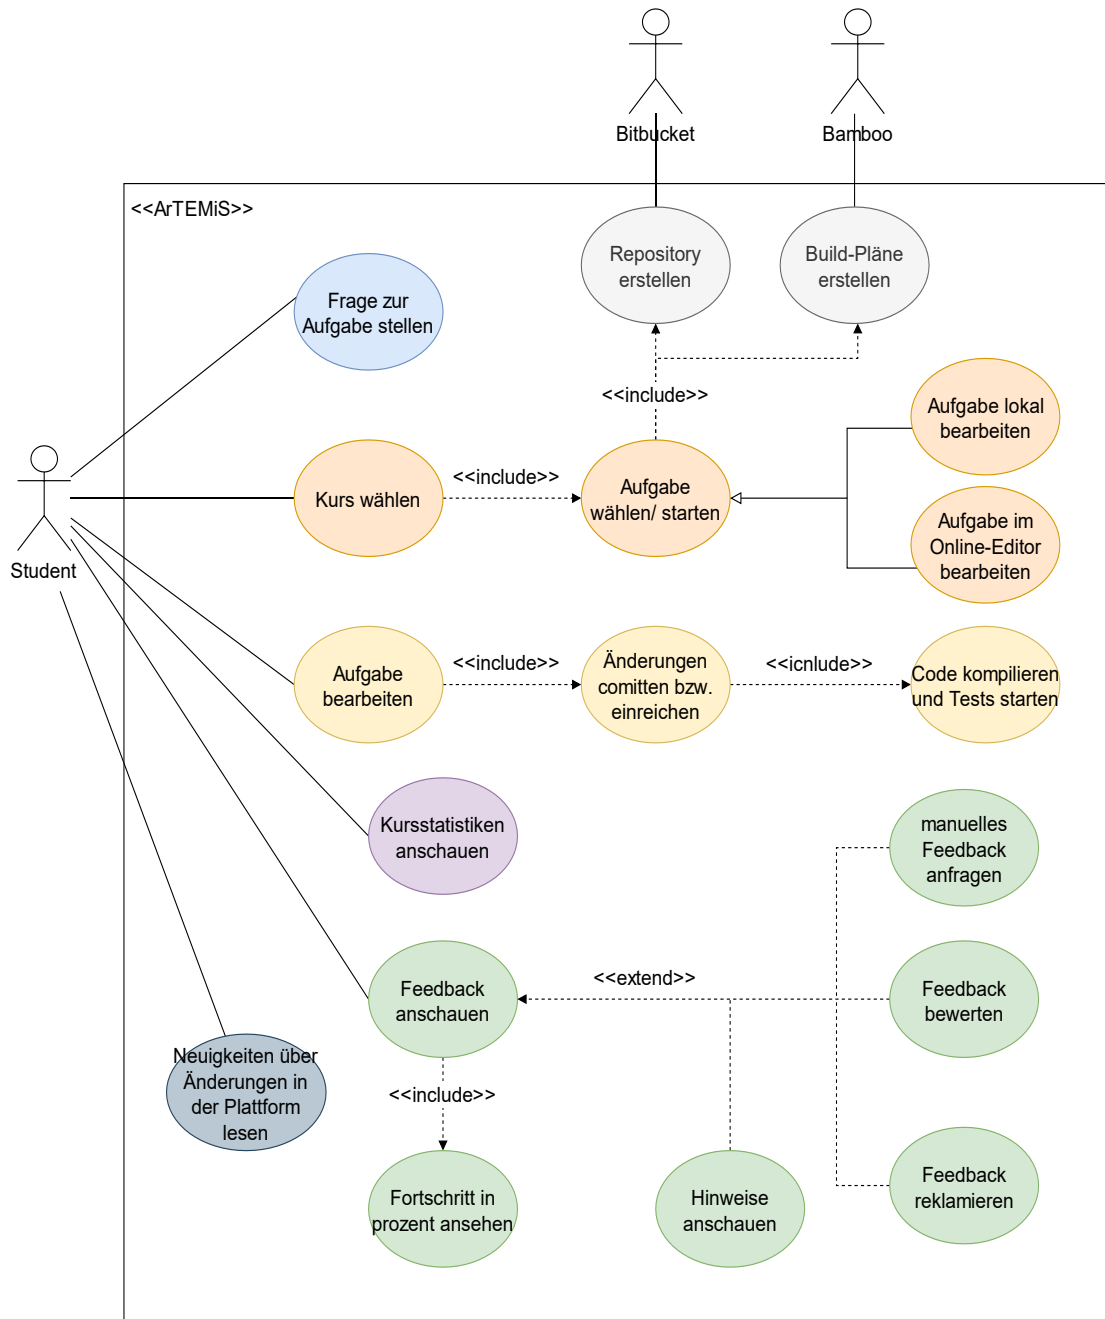 Bitbucket
Bamboo
<<ArTEMiS>>
Repository
erstellen
Build-Pläne
erstellen
Frage zur
Aufgabe stellen
<<include>>
Aufgabe lokal
bearbeiten
Kurs wählen
<<include>>
Aufgabe
wählen/ starten
Aufgabe im
Online-Editor
bearbeiten
Student
Aufgabe
bearbeiten
<<include>>
Änderungen
comitten bzw.
einreichen
<<icnlude>>
Code kompilieren
und Tests starten
Kursstatistiken
anschauen
manuelles
Feedback
anfragen
Feedback
anschauen
<<extend>>
Feedback
bewerten
Neuigkeiten über
Änderungen in
der Plattform
lesen
<<include>>
Fortschritt in
prozent ansehen
Hinweise
anschauen
Feedback
reklamieren